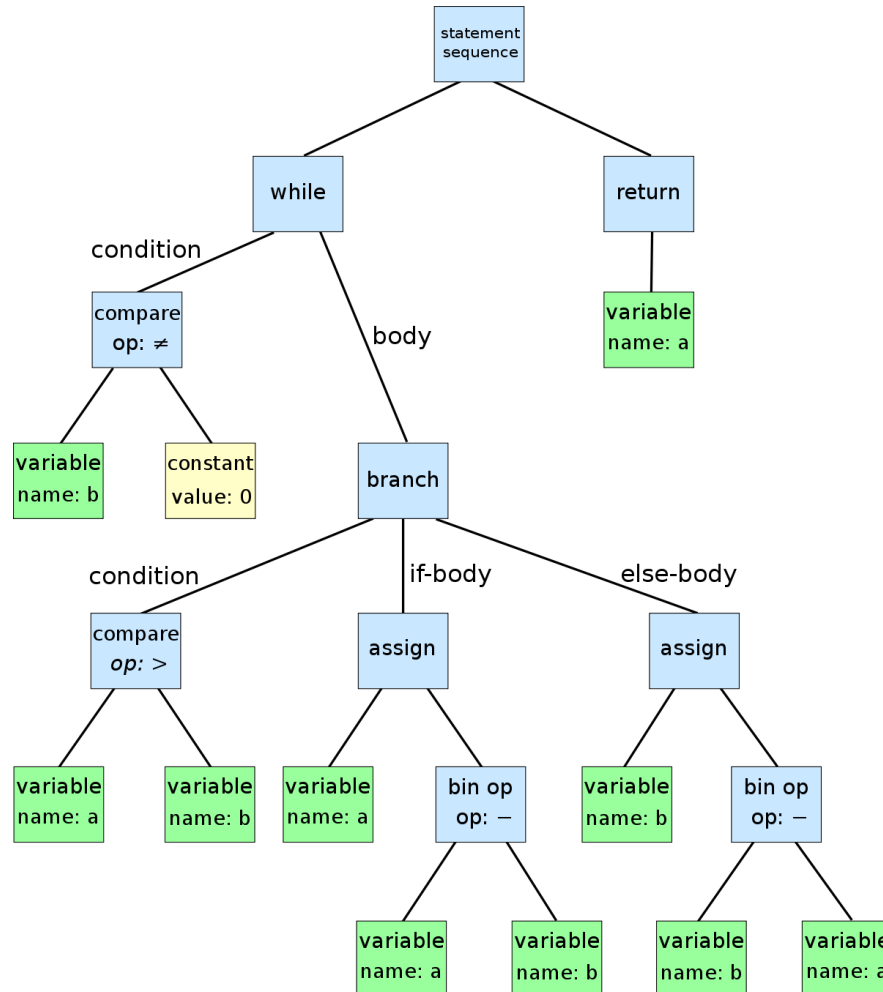 statement
sequence
while
return
condition
body
compare
op: ≠
variable
name: a
variable
name: b
constant
value: 0
branch
condition
if-body
else-body
compare
op: >
assign
assign
variable
name: a
variable
name: b
variable
name: a
bin op
op: −
variable
name: b
bin op
op: −
variable
name: a
variable
name: b
variable
name: b
variable
name: a